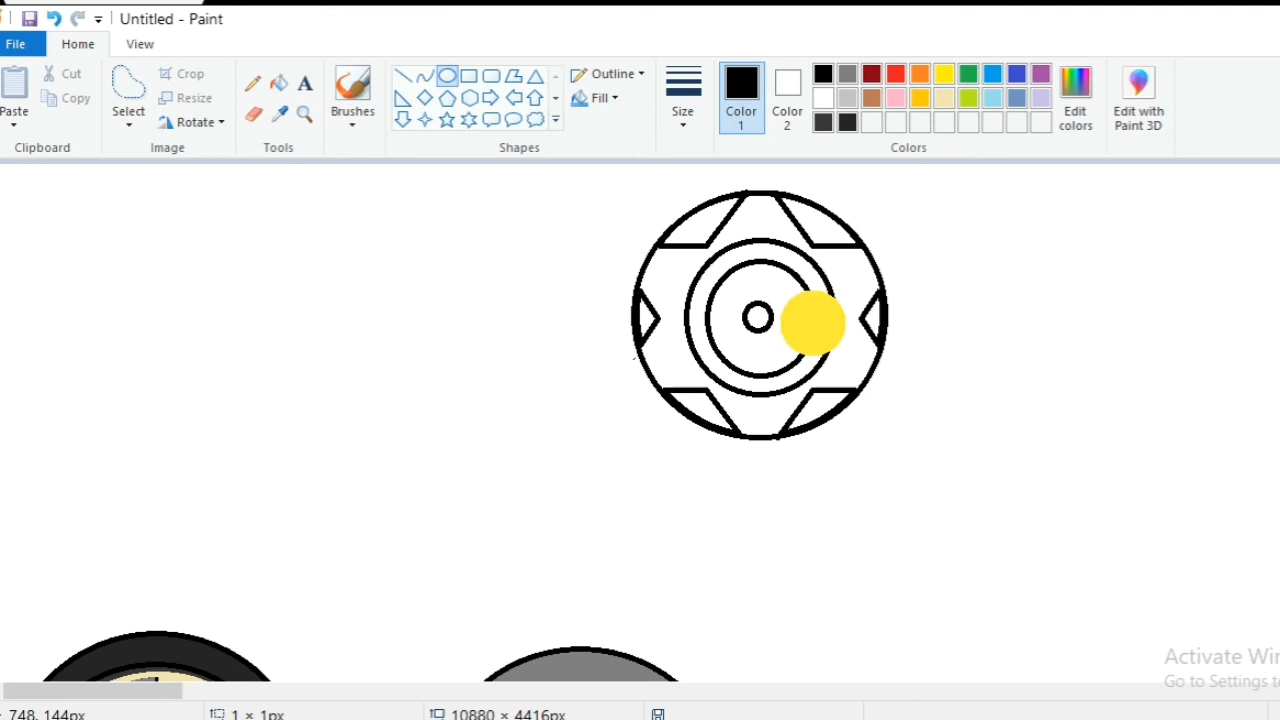 Untitled - Paint
File Home View
Cut
Copy
Paste
Clipboard
Select
Crop
Resize
Rotate
Image
A
Tools
Brushes
Outline
Fill
Shapes
Size
Color 1
Color 2
Edit colors
Edit with Paint 3D
Colors
Activate Win
Go to Settings t
748, 144px
1 × 1px
10880 × 4416px